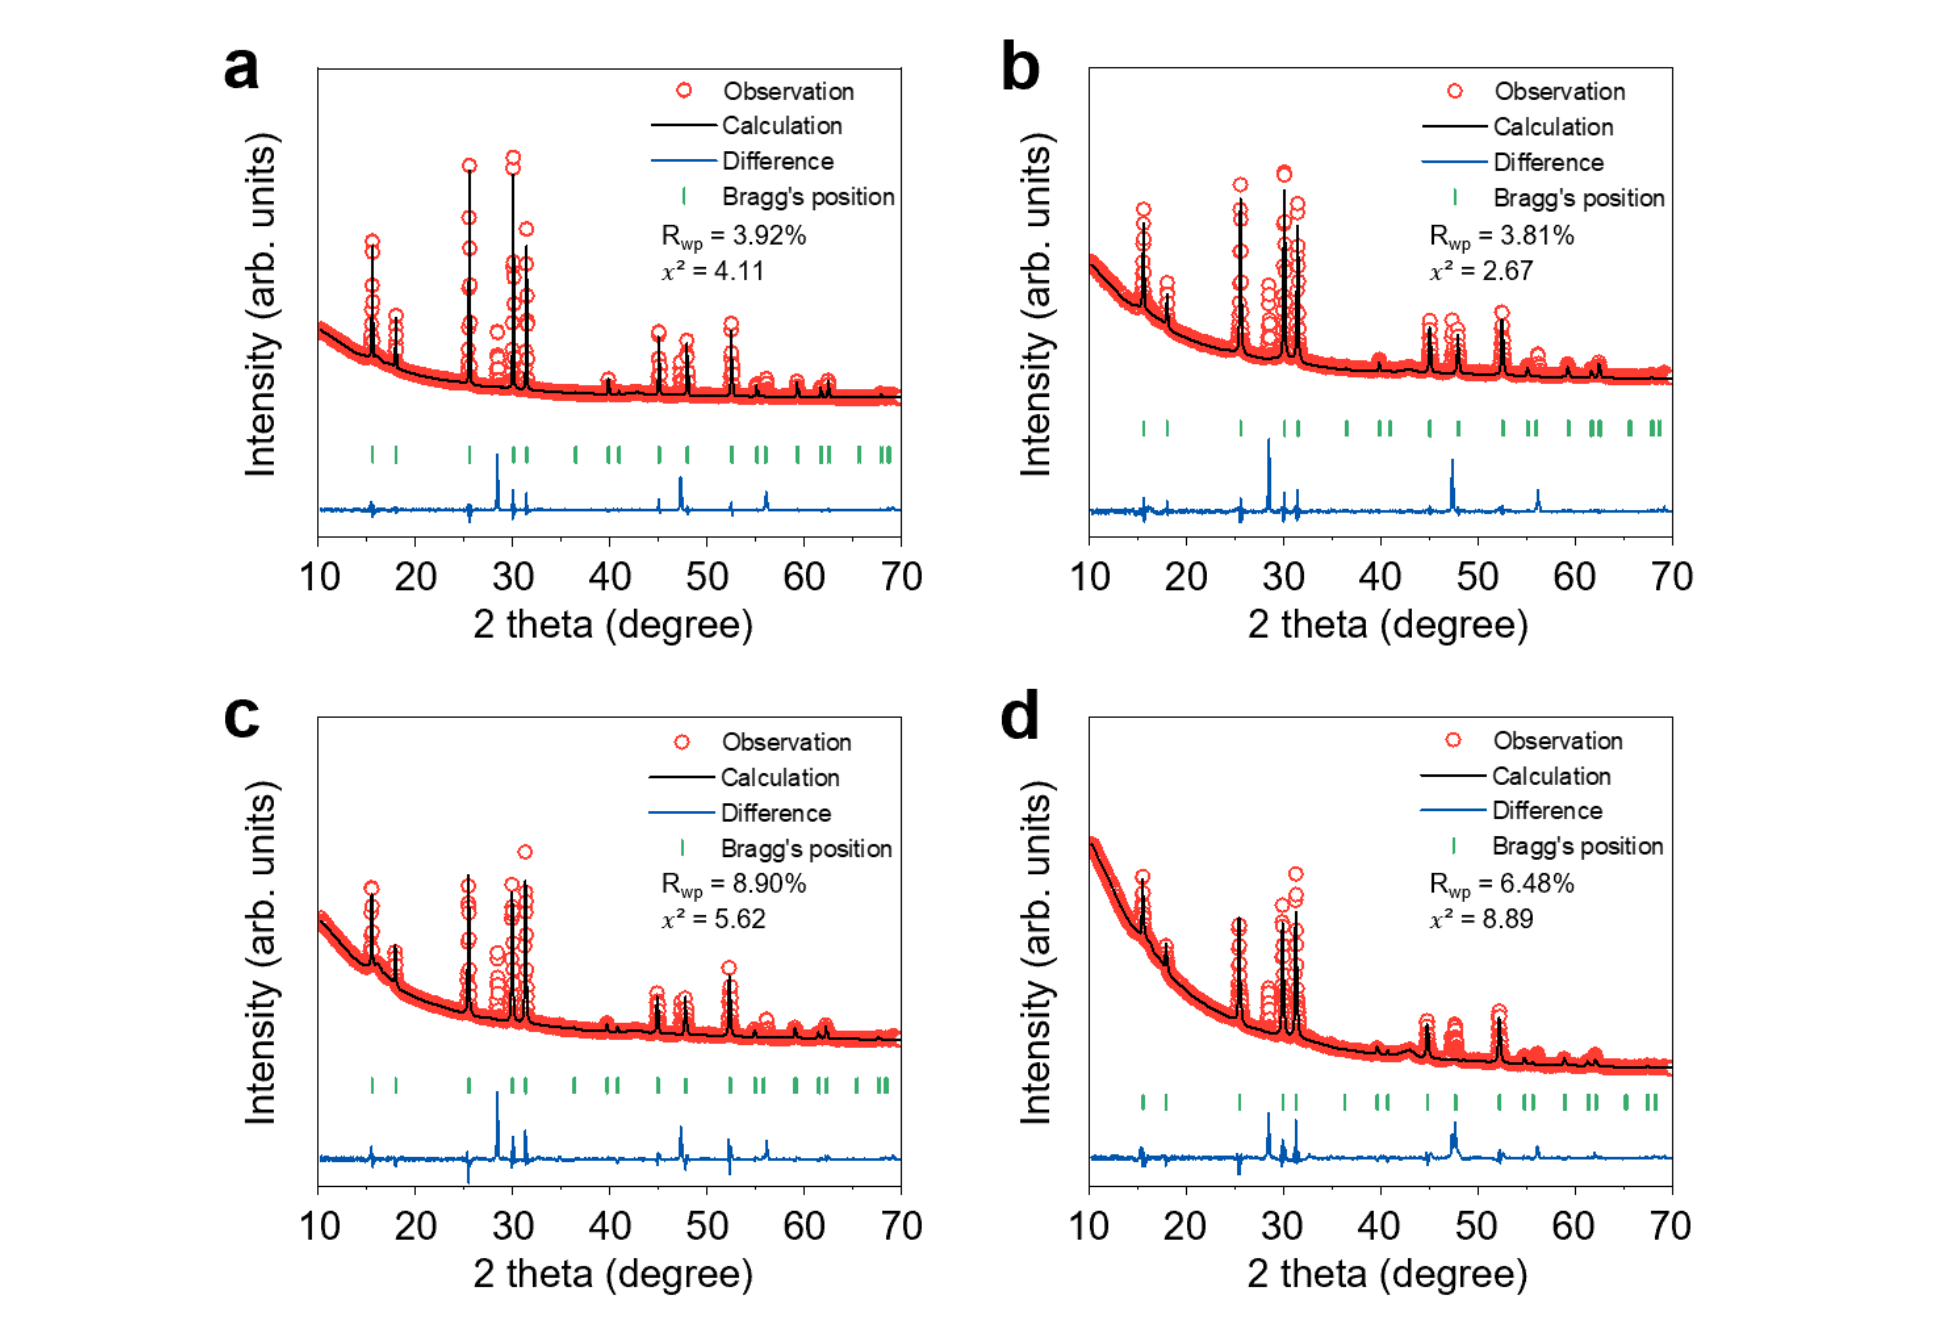 a
Observation
Calculation
Difference
Bragg's position
Rwp = 3.92%
x² = 4.11
Intensity (arb. units)
10 20 30 40 50 60 70
2 theta (degree)
b
Observation
Calculation
Difference
Bragg's position
Rwp = 3.81%
x² = 2.67
Intensity (arb. units)
10 20 30 40 50 60 70
2 theta (degree)
c
Observation
Calculation
Difference
Bragg's position
Rwp = 8.90%
x² = 5.62
Intensity (arb. units)
10 20 30 40 50 60 70
2 theta (degree)
d
Observation
Calculation
Difference
Bragg's position
Rwp = 6.48%
x² = 8.89
Intensity (arb. units)
10 20 30 40 50 60 70
2 theta (degree)